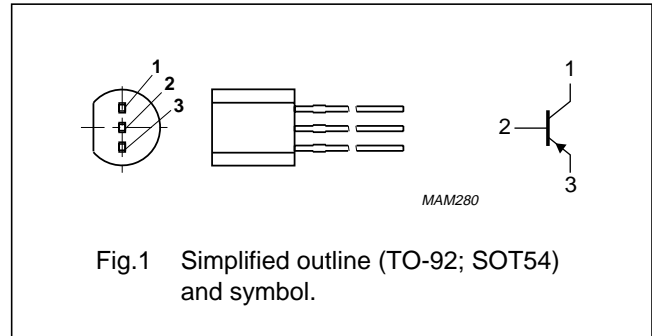 1
2
3
1
2
3
MAM280
Fig.1 Simplified outline (TO-92; SOT54)
and symbol.